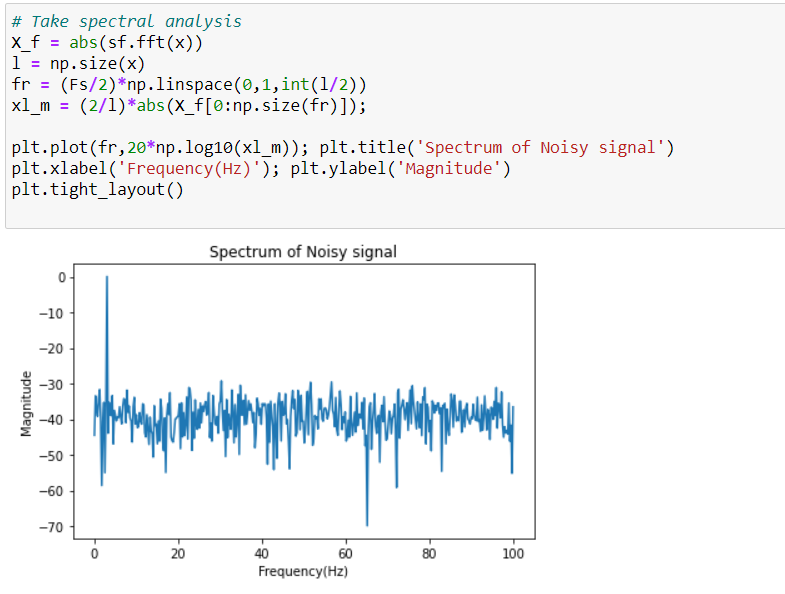 # Take spectral analysis
X_f = abs(sf.fft(x))
l = np.size(x)
fr = (Fs/2)*np.linspace(0,1,int(l/2))
xl_m = (2/l)*abs(X_f[0:np.size(fr)]);
plt.plot(fr,20*np.log10(xl_m)); plt.title('Spectrum of Noisy signal')
plt.xlabel('Frequency(Hz)'); plt.ylabel('Magnitude')
plt.tight_layout()
Spectrum of Noisy signal
0
−10
−20
−30
−40
−50
−60
−70
Magnitude
0 20 40 60 80 100
Frequency(Hz)